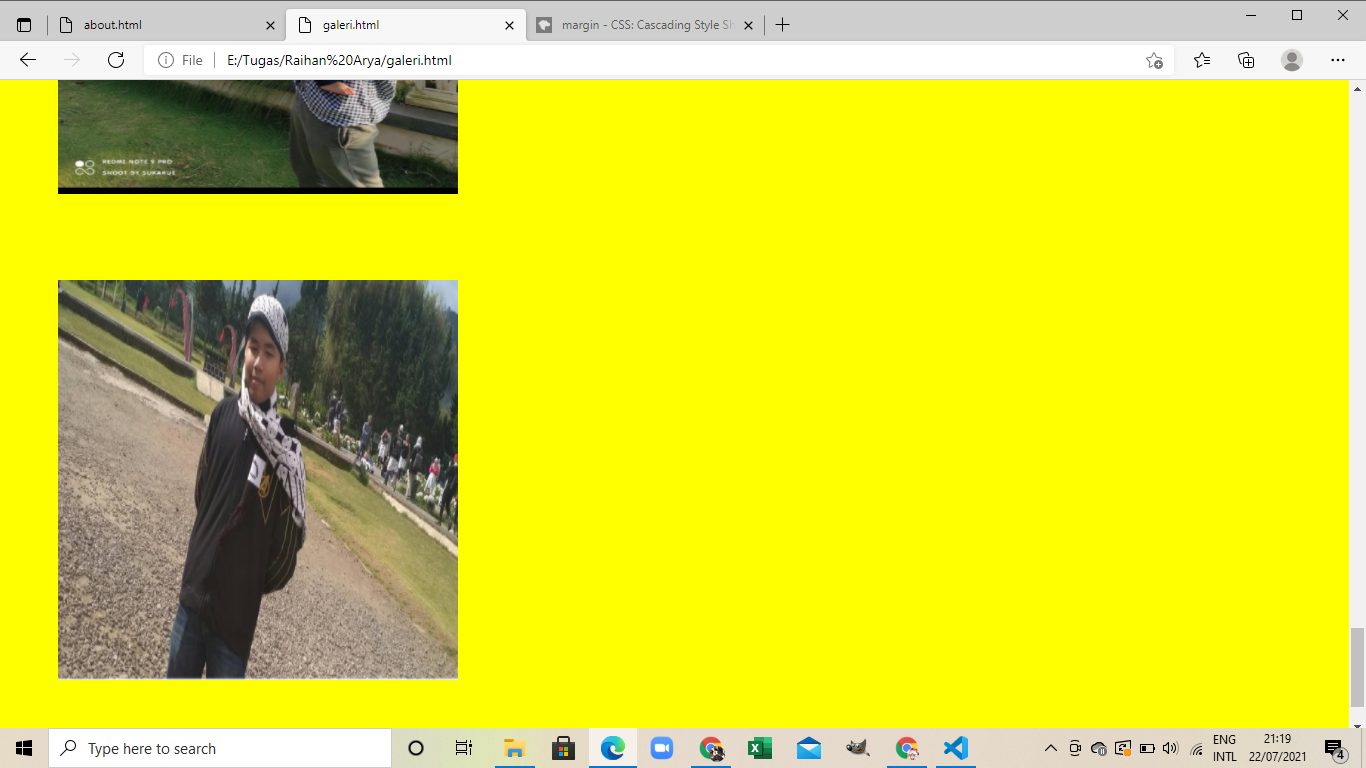 about.html
galeri.html
margin - CSS: Cascading Style Sh
File
E:/Tugas/Raihan%20Arya/galeri.html
REDMI NOTE 9 PRO
SHOOT BY SUKAKUE
Type here to search
ENG
INTL
21:19
22/07/2021
4